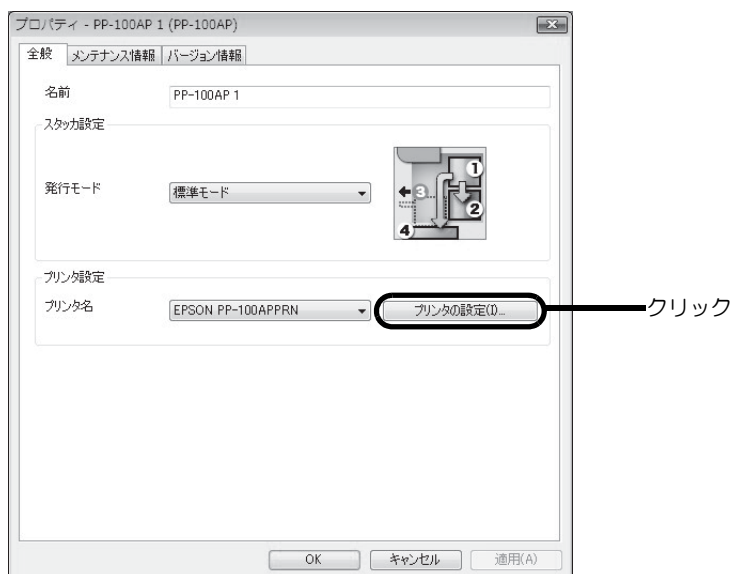 プロパティ - PP-100AP 1 (PP-100AP)
全般 メンテナンス情報 バージョン情報
名前 PP-100AP 1
スタッカ設定
発行モード 標準モード
1
3
2
4
プリンタ設定
プリンタ名 EPSON PP-100APPRN プリンタの設定(I)... クリック
OK キャンセル 適用(A)